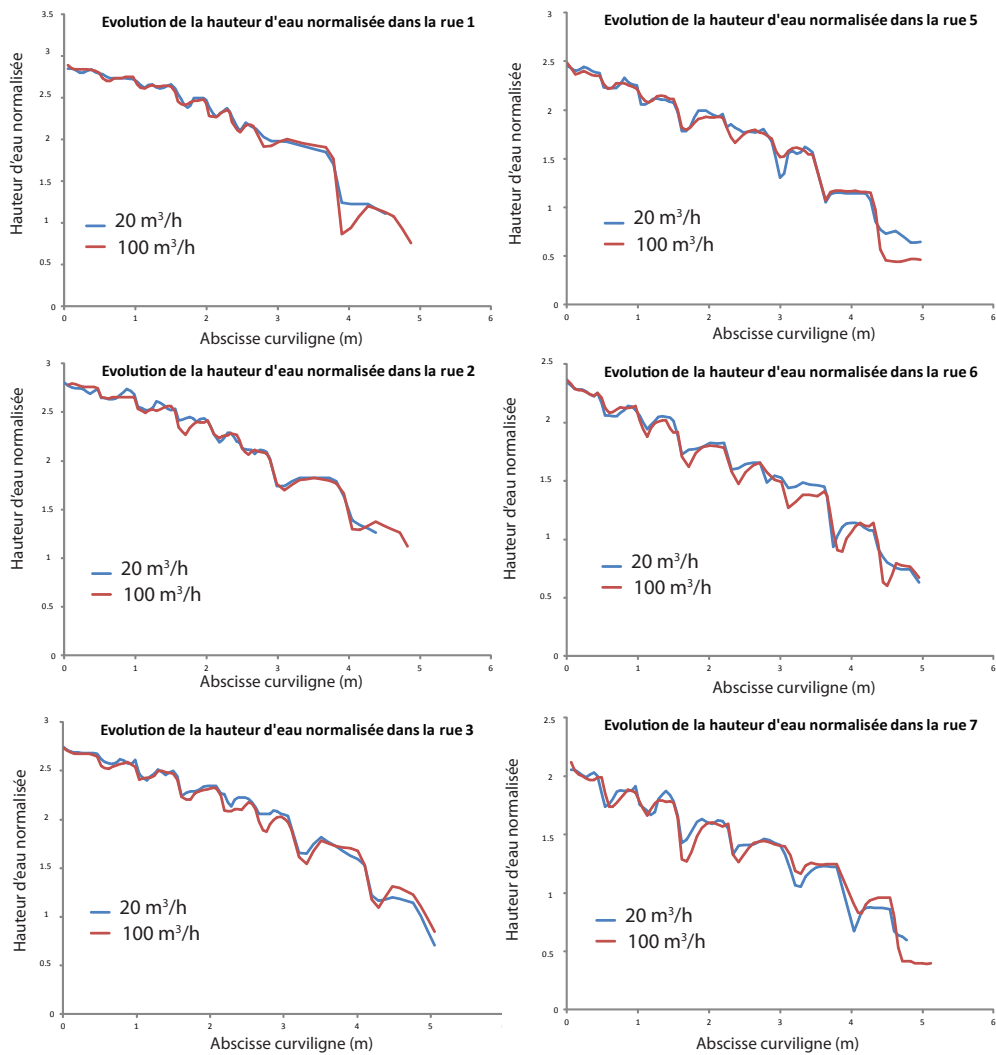 Evolution de la hauteur d'eau normalisée dans la rue 1
Hauteur d'eau normalisée
3.5
3
2.5
2
1.5
1
0.5
0
20 m³/h
100 m³/h
0 1 2 3 4 5 6
Abscisse curviligne (m)
Evolution de la hauteur d'eau normalisée dans la rue 5
Hauteur d'eau normalisée
3
2.5
2
1.5
1
0.5
0
20 m³/h
100 m³/h
0 1 2 3 4 5 6
Abscisse curviligne (m)
Evolution de la hauteur d'eau normalisée dans la rue 2
Hauteur d'eau normalisée
3
2.5
2
1.5
1
0.5
0
20 m³/h
100 m³/h
0 1 2 3 4 5 6
Abscisse curviligne (m)
Evolution de la hauteur d'eau normalisée dans la rue 6
Hauteur d'eau normalisée
2.5
2
1.5
1
0.5
0
20 m³/h
100 m³/h
0 1 2 3 4 5 6
Abscisse curviligne (m)
Evolution de la hauteur d'eau normalisée dans la rue 3
Hauteur d'eau normalisée
3
2.5
2
1.5
1
0.5
0
20 m³/h
100 m³/h
0 1 2 3 4 5
Abscisse curviligne (m)
Evolution de la hauteur d'eau normalisée dans la rue 7
Hauteur d'eau normalisée
2.5
2
1.5
1
0.5
0
20 m³/h
100 m³/h
0 1 2 3 4 5 6
Abscisse curviligne (m)